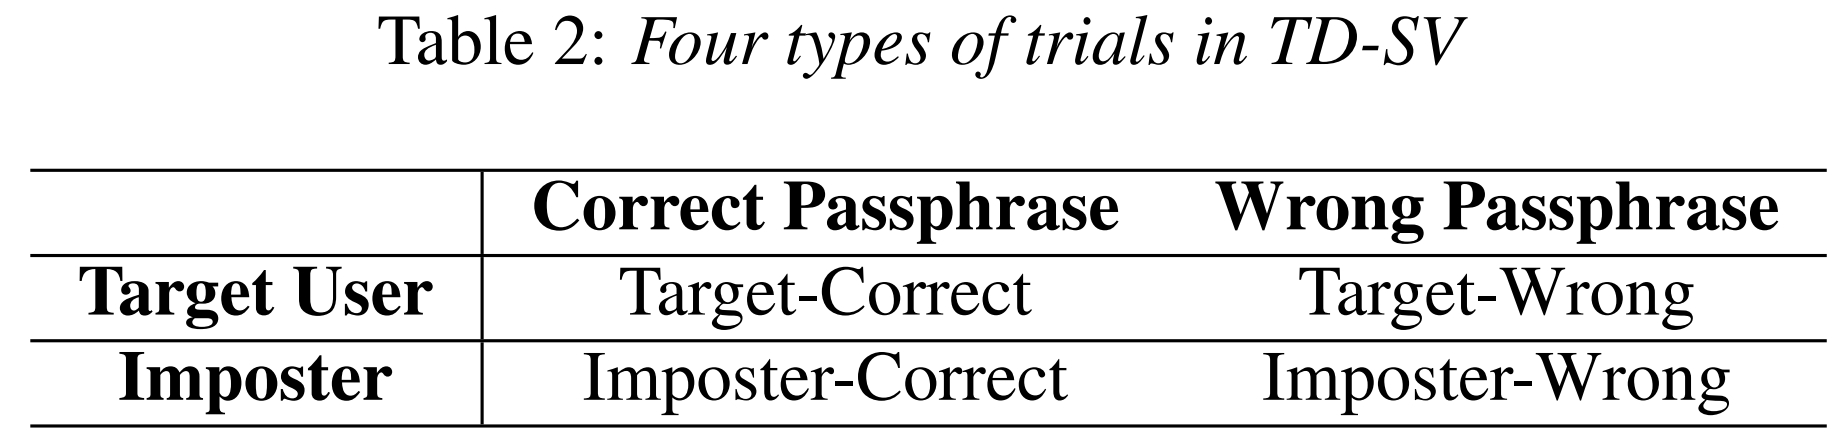 Table 2: Four types of trials in TD-SV
Correct Passphrase Wrong Passphrase
Target User Target-Correct Target-Wrong
Imposter Imposter-Correct Imposter-Wrong